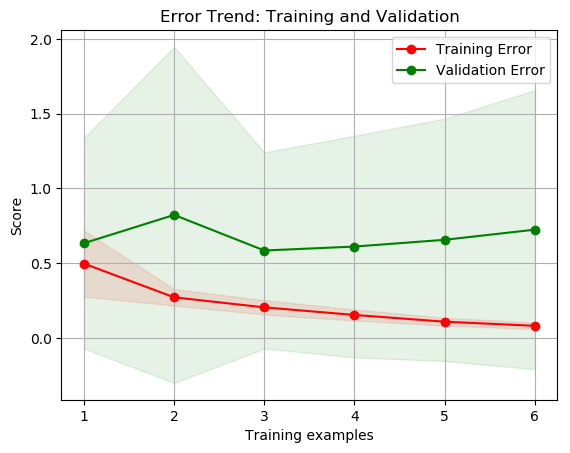 Error Trend: Training and Validation
Training Error
Validation Error
Score
2.0
1.5
1.0
0.5
0.0
1 2 3 4 5 6
Training examples